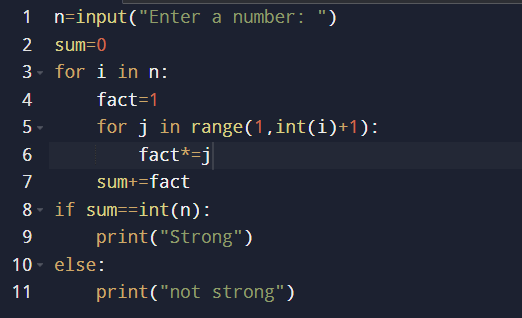 1 n=input("Enter a number: ")
2 sum=0
3 for i in n:
4     fact=1
5     for j in range(1,int(i)+1):
6         fact*=j
7     sum+=fact
8 if sum==int(n):
9     print("Strong")
10 else:
11     print("not strong")